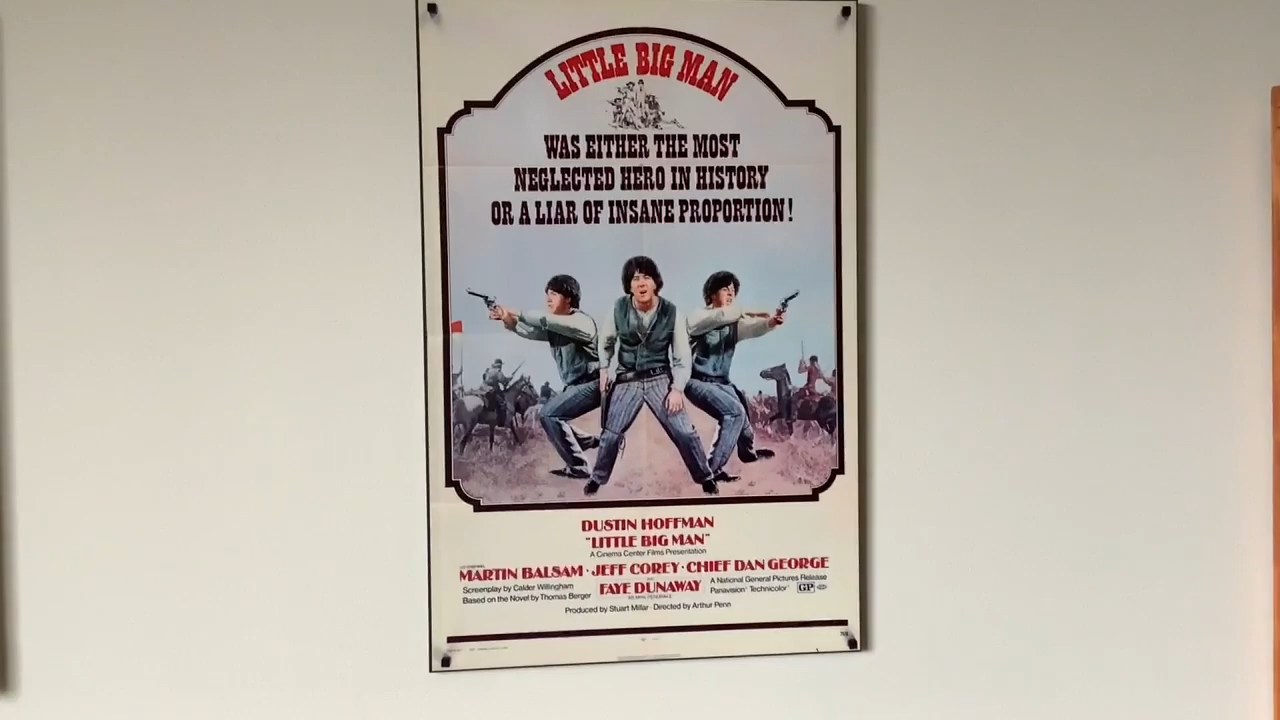 LITTLE BIG MAN
WAS EITHER THE MOST
NEGLECTED HERO IN HISTORY
OR A LIAR OF INSANE PROPORTION!
DUSTIN HOFFMAN
"LITTLE BIG MAN"
A Cinema Center Films Presentation
MARTIN BALSAM · JEFF COREY · CHIEF DAN GEORGE
Screenplay by Calder Willingham
Based on the Novel by Thomas Berger
FAYE DUNAWAY
A National General Pictures Release
Panavision® Technicolor®
GP
Produced by Stuart Millar · Directed by Arthur Penn